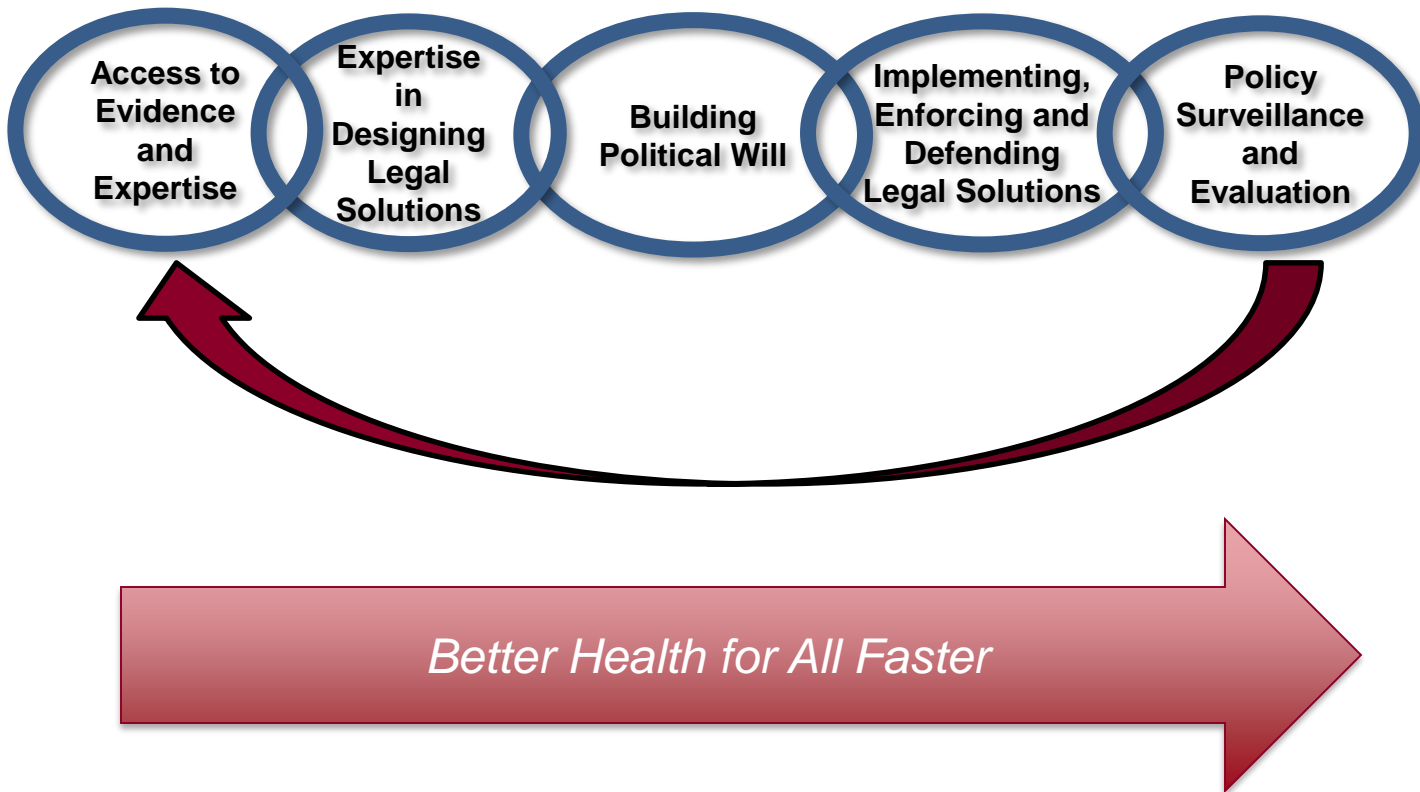 Access to
Evidence
and
Expertise
Expertise
in
Designing
Legal
Solutions
Building
Political Will
Implementing,
Enforcing and
Defending
Legal Solutions
Policy
Surveillance
and
Evaluation
Better Health for All Faster